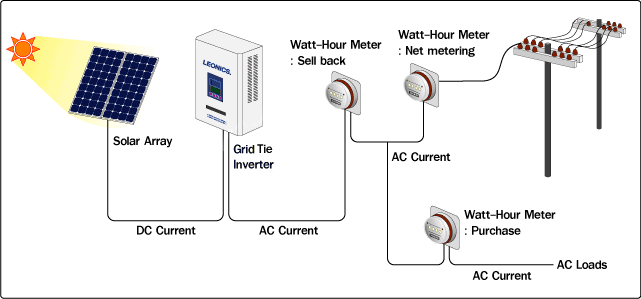 Watt-Hour Meter
: Sell back
Watt-Hour Meter
: Net metering
LEONICS.
Solar Array
Grid Tie
Inverter
AC Current
DC Current
AC Current
Watt-Hour Meter
: Purchase
AC Loads
AC Current